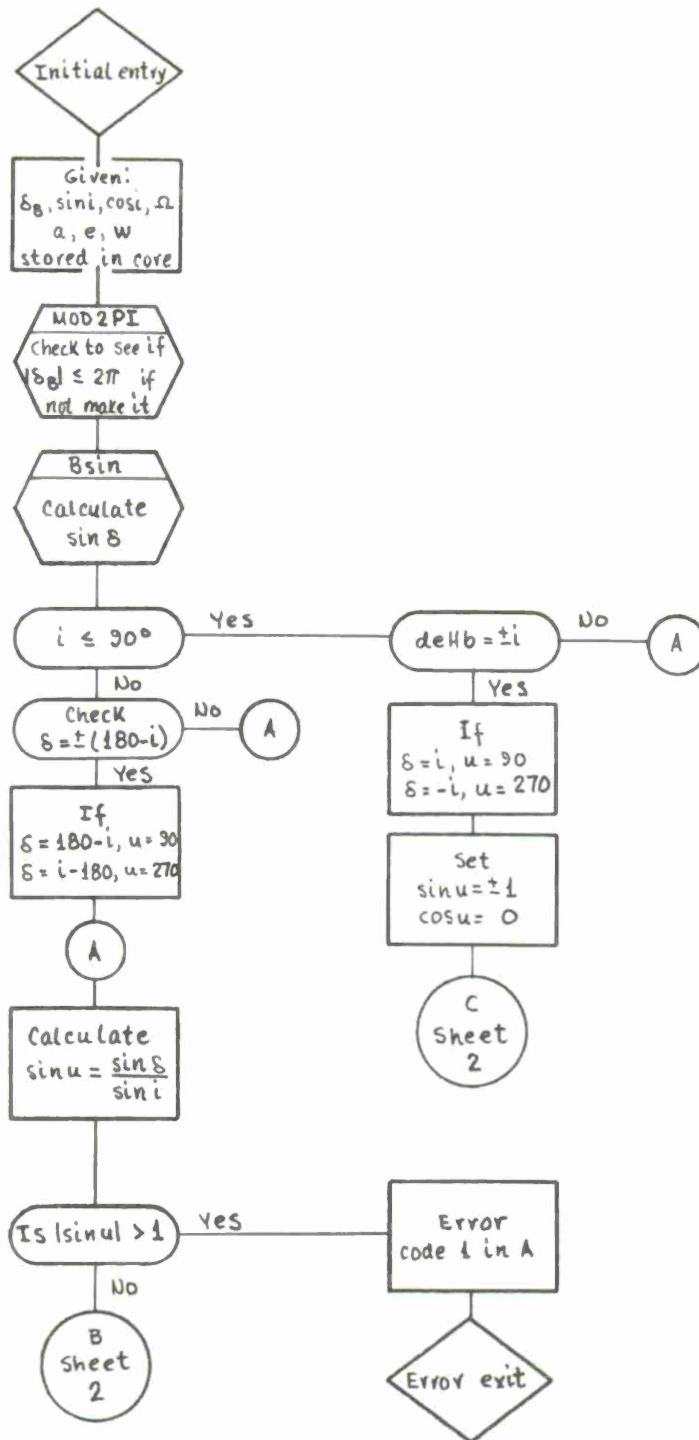 Initial entry
Given:
δB, sini, cosi, Ω
a, e, w
stored in core
MOD2PI
Check to see if
|δB| ≤ 2π if
not make it
Bsin
Calculate
sin δ
i ≤ 90°
Yes
deHb = ±i
No
A
No
Yes
Check
δ = ±(180-i)
No
A
If
δ = i, u = 90
δ = -i, u = 270
Yes
If
δ = 180-i, u = 90
δ = i-180, u = 270
Set
sinu = ±1
cosu = 0
A
C
Sheet
2
Calculate
sinu = sin δ / sin i
Is |sinu| > 1
Yes
Error
code 1 in A
No
B
Sheet
2
Error exit